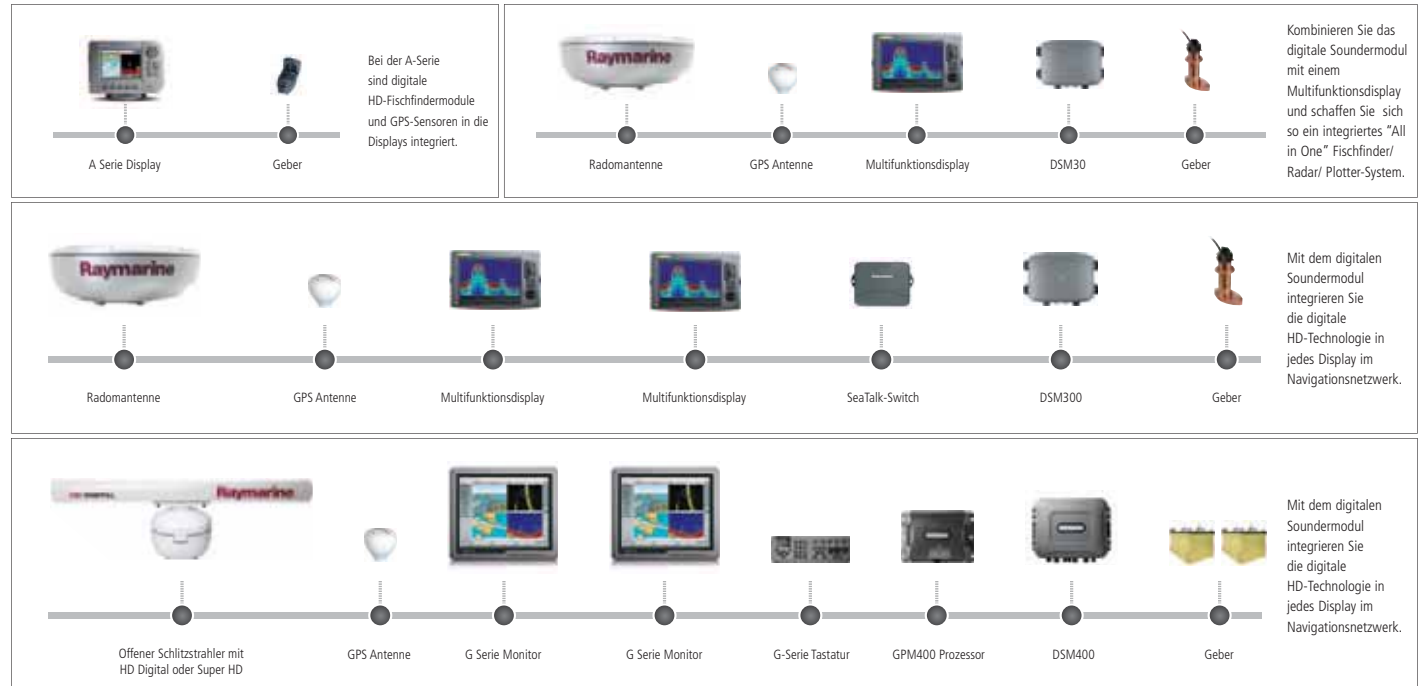 Bei der A-Serie
sind digitale
HD-Fischfindermodule
und GPS-Sensoren in die
Displays integriert.
A Serie Display
Geber
Raymarine
Kombinieren Sie das
digitale Soundermodul
mit einem
Multifunktionsdisplay
und schaffen Sie sich
so ein integriertes "All
in One" Fischfinder/
Radar/ Plotter-System.
Radomantenne
GPS Antenne
Multifunktionsdisplay
DSM30
Geber
Raymarine
Mit dem digitalen
Soundermodul
integrieren Sie
die digitale
HD-Technologie in
jedes Display im
Navigationsnetzwerk.
Radomantenne
GPS Antenne
Multifunktionsdisplay
Multifunktionsdisplay
SeaTalk-Switch
DSM300
Geber
HD DIGITAL
Raymarine
Mit dem digitalen
Soundermodul
integrieren Sie
die digitale
HD-Technologie in
jedes Display im
Navigationsnetzwerk.
Offener Schlitzstrahler mit
HD Digital oder Super HD
GPS Antenne
G Serie Monitor
G Serie Monitor
G-Serie Tastatur
GPM400 Prozessor
DSM400
Geber